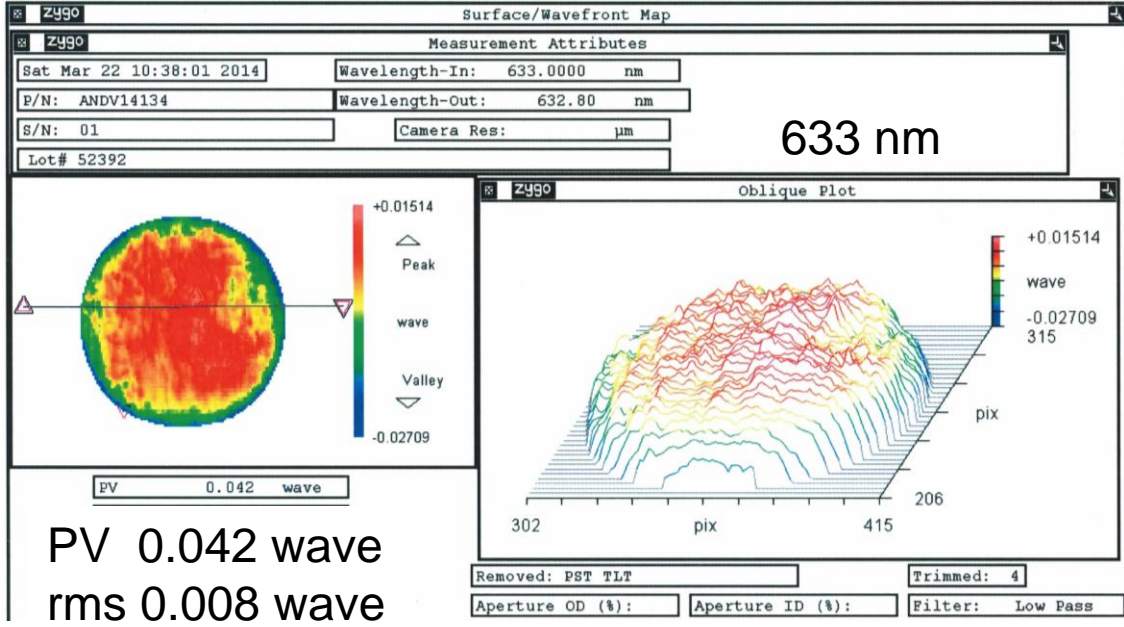 zygo Surface/Wavefront Map
zygo Measurement Attributes
Sat Mar 22 10:38:01 2014 Wavelength-In: 633.0000 nm
P/N: ANDV14134 Wavelength-Out: 632.80 nm
S/N: 01 Camera Res: µm
Lot# 52392
633 nm
+0.01514
Peak
wave
Valley
-0.02709
zygo Oblique Plot
+0.01514
wave
-0.02709
315
pix
206
302 pix 415
PV 0.042 wave
PV 0.042 wave
rms 0.008 wave
Removed: PST TLT Trimmed: 4
Aperture OD (%): Aperture ID (%): Filter: Low Pass